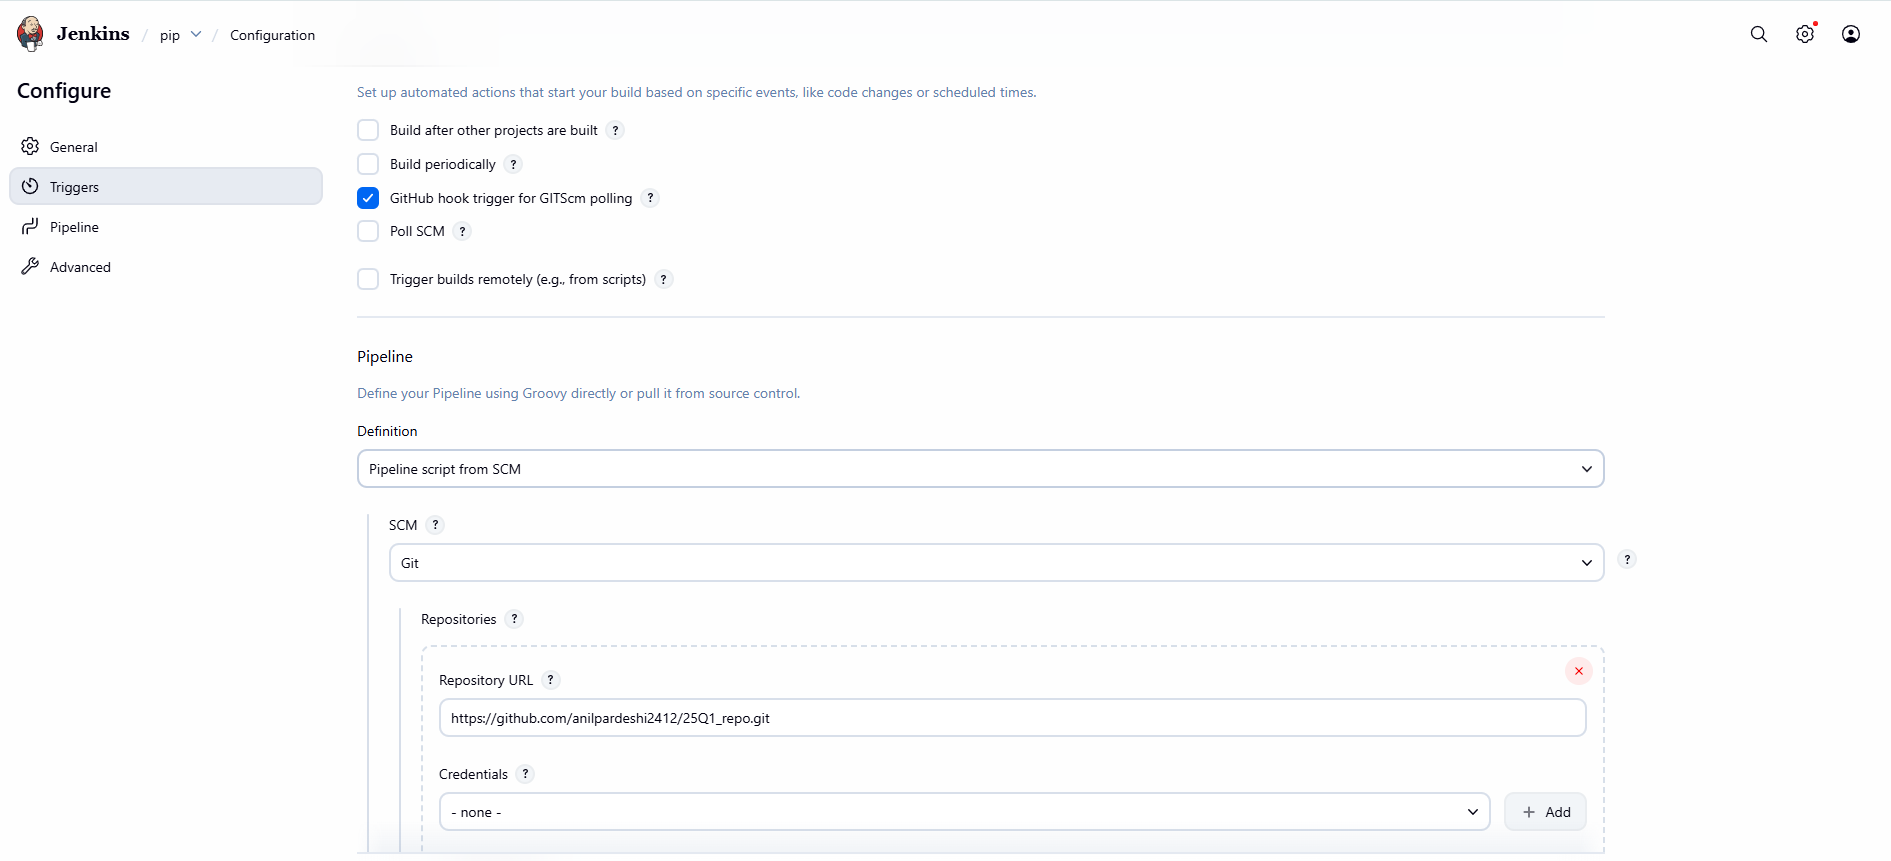 Jenkins / pip / Configuration
Configure
General
Triggers
Pipeline
Advanced
Set up automated actions that start your build based on specific events, like code changes or scheduled times.
Build after other projects are built ?
Build periodically ?
GitHub hook trigger for GITScm polling ?
Poll SCM ?
Trigger builds remotely (e.g., from scripts) ?
Pipeline
Define your Pipeline using Groovy directly or pull it from source control.
Definition
Pipeline script from SCM
SCM ?
Git
?
Repositories ?
Repository URL ?
https://github.com/anilpardeshi2412/25Q1_repo.git
Credentials ?
- none -
+ Add